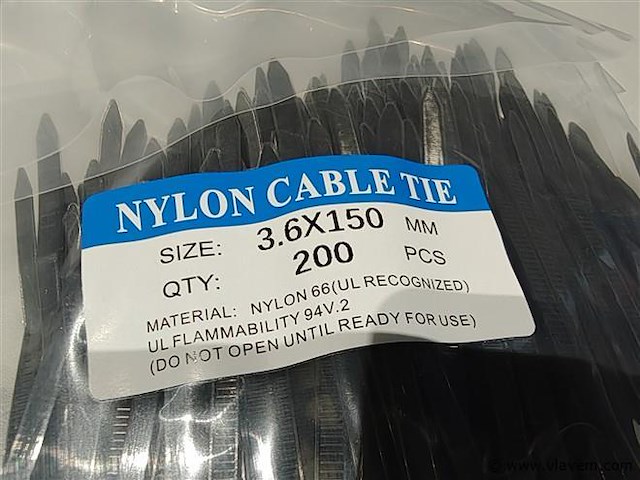 NYLON CABLE TIE
SIZE: 3.6X150 MM
QTY: 200 PCS
MATERIAL: NYLON 66(UL RECOGNIZED)
UL FLAMMABILITY 94V.2
(DO NOT OPEN UNTIL READY FOR USE)
© www.vlavem.com